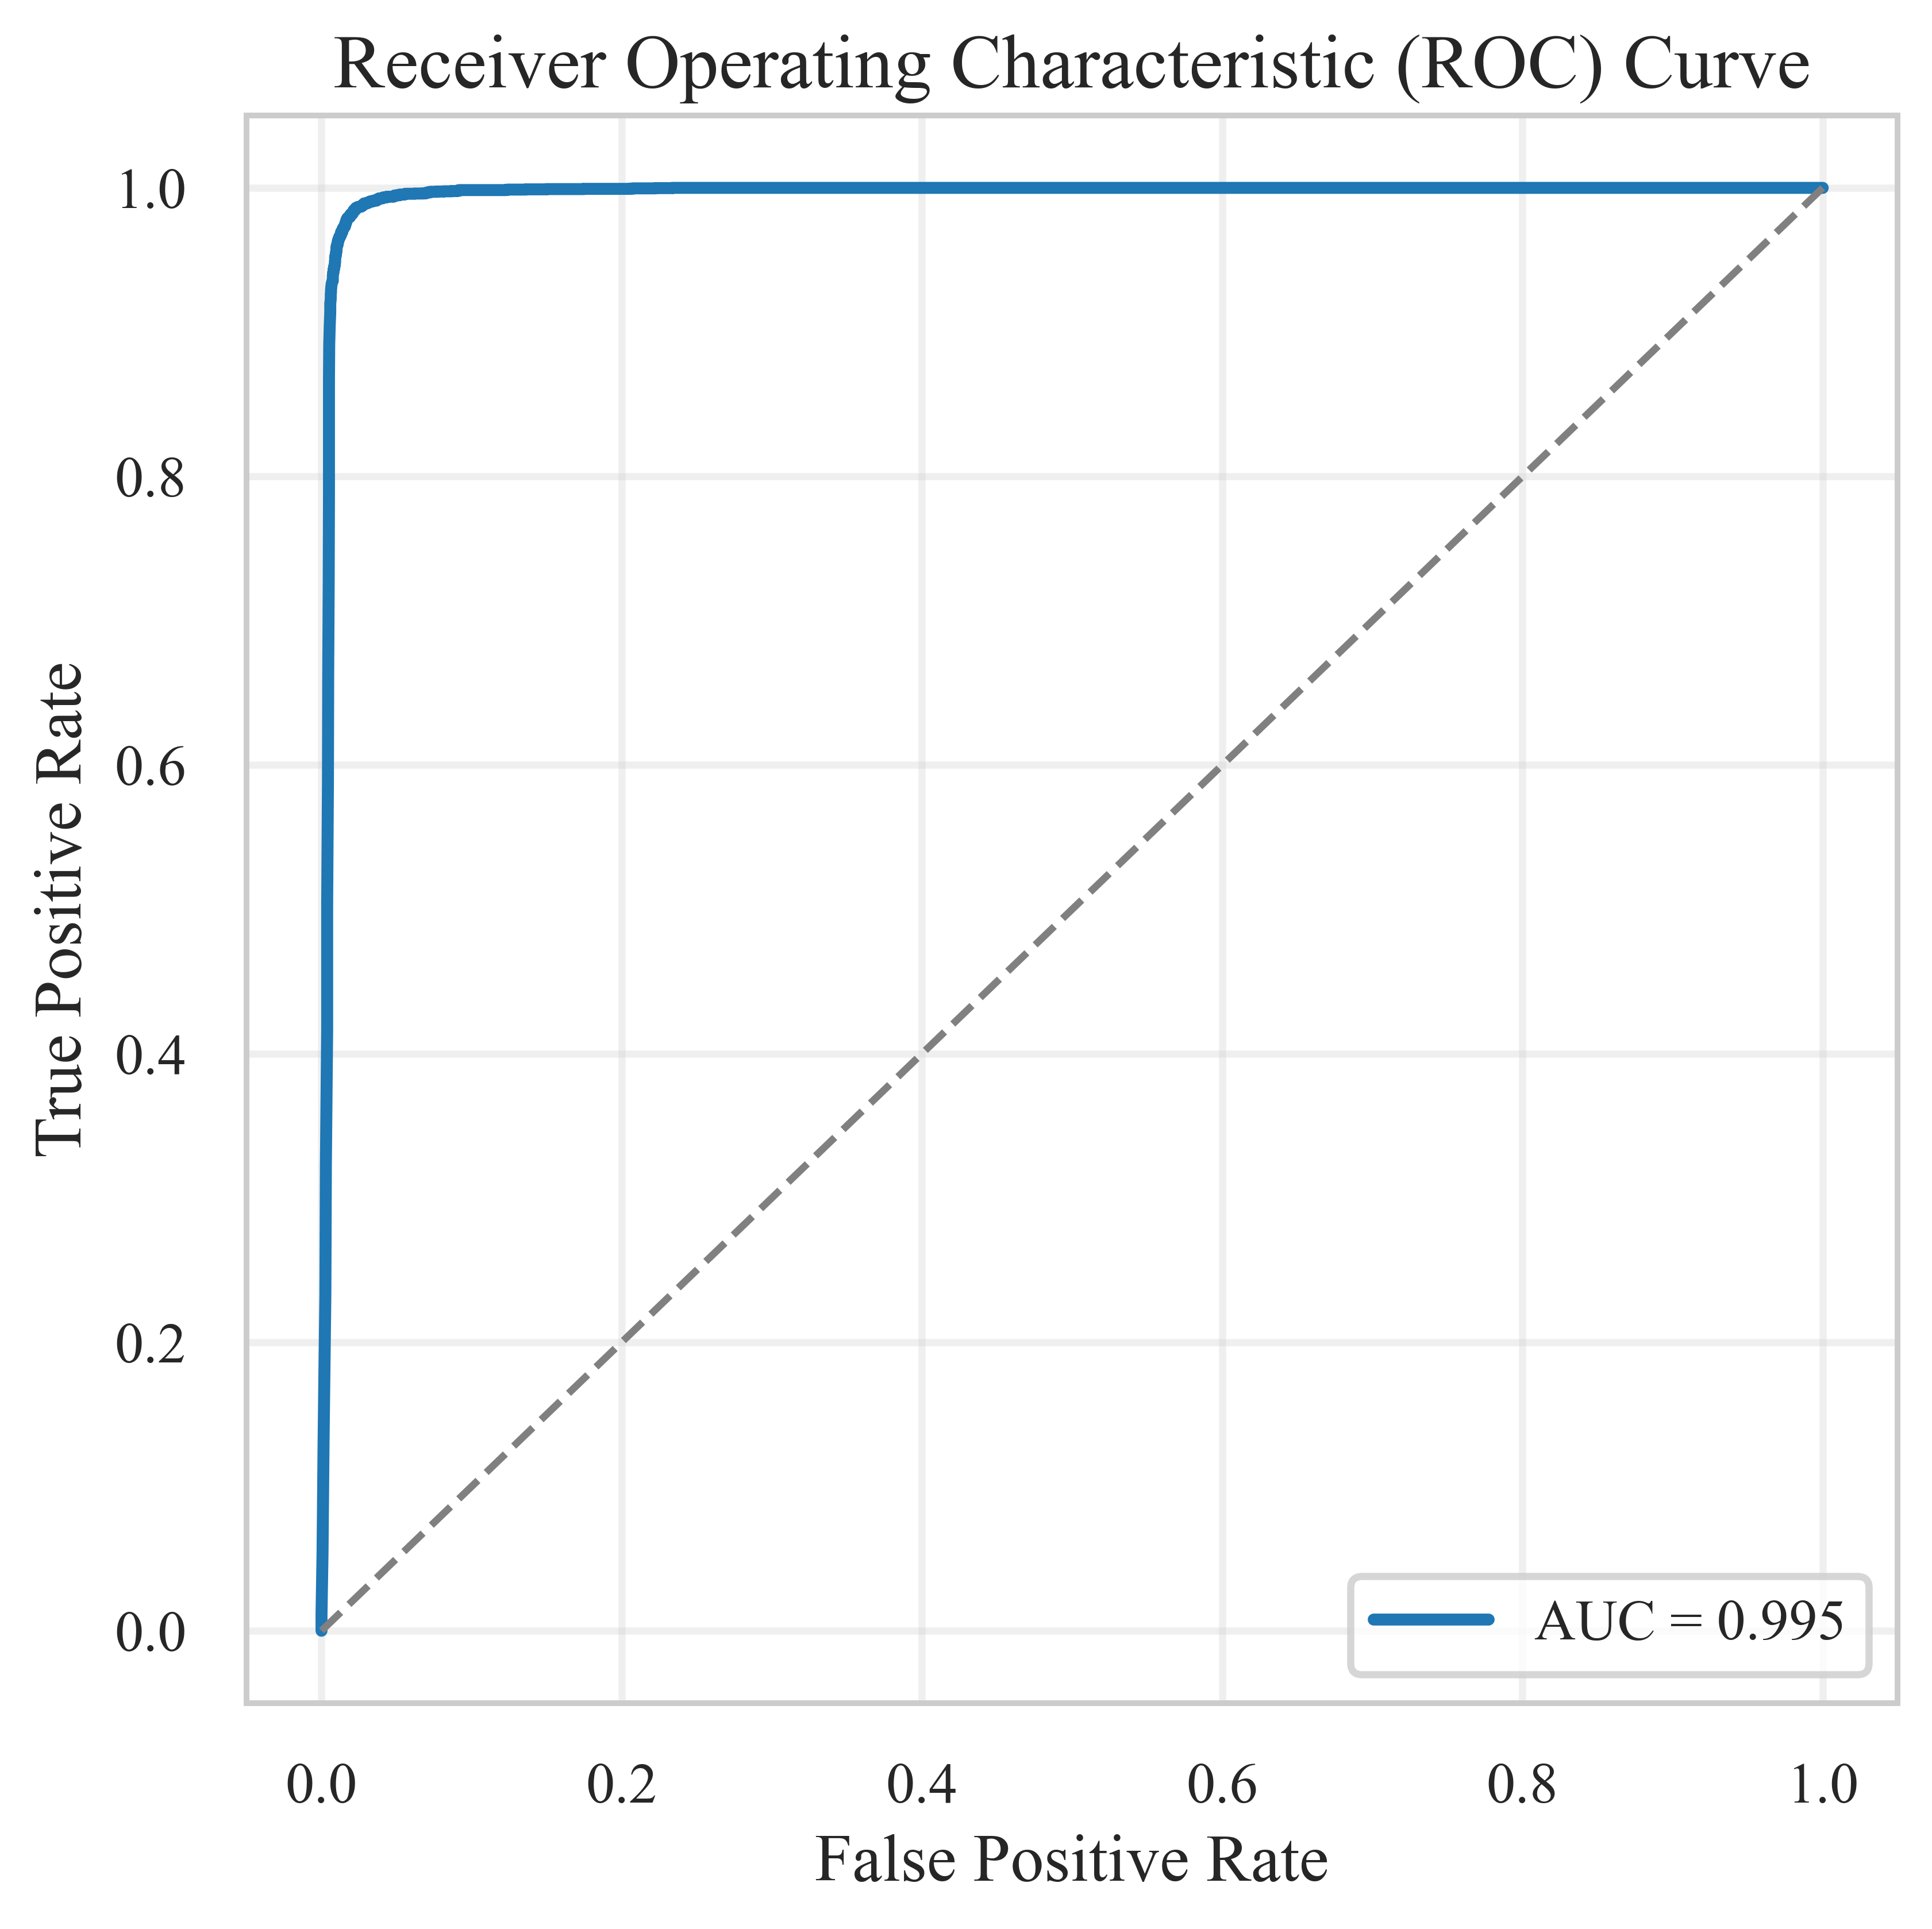 Receiver Operating Characteristic (ROC) Curve
1.0
0.8
0.6
0.4
0.2
0.0
True Positive Rate
AUC = 0.995
0.0 0.2 0.4 0.6 0.8 1.0
False Positive Rate